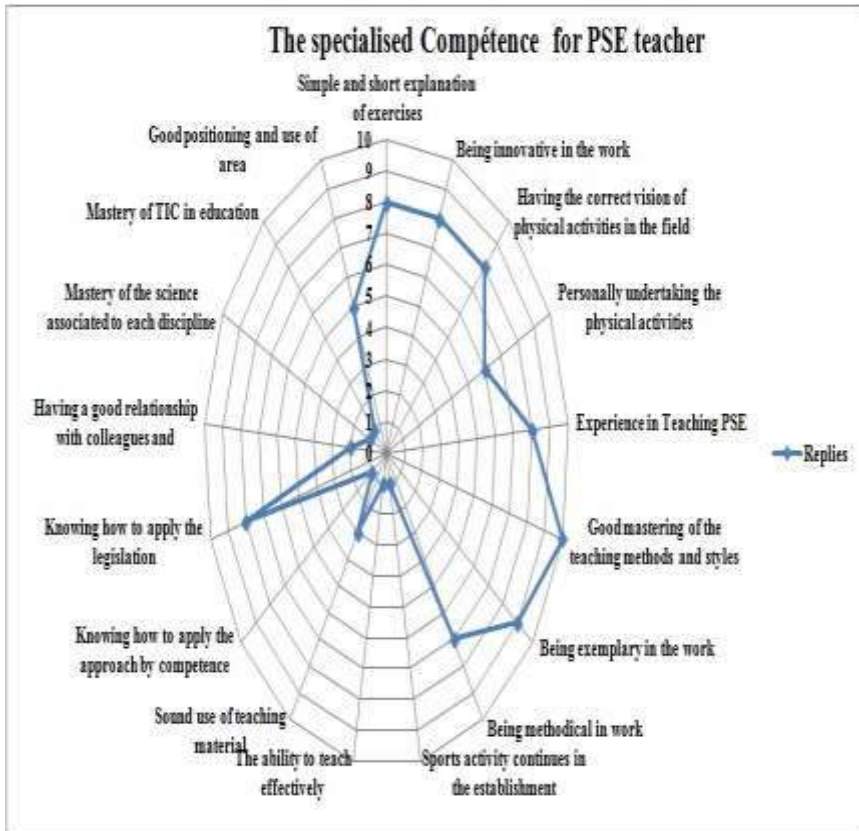 The specialised Compétence for PSE teacher
Simple and short explanation
of exercises
Being innovative in the work
Having the correct vision of
physical activities in the field
Personally undertaking the
physical activities
Experience in Teaching PSE
Good mastering of the
teaching methods and styles
Being exemplary in the work
Being methodical in work
Sports activity continues in
the establishment
The ability to teach
effectively
Sound use of teaching
material
Knowing how to apply the
approach by competence
Knowing how to apply the
legislation
Having a good relationship
with colleagues and
Mastery of the science
associated to each discipline
Mastery of TIC in education
Good positioning and use of
area
10
9
8
7
6
5
4
3
2
1
0
Replies